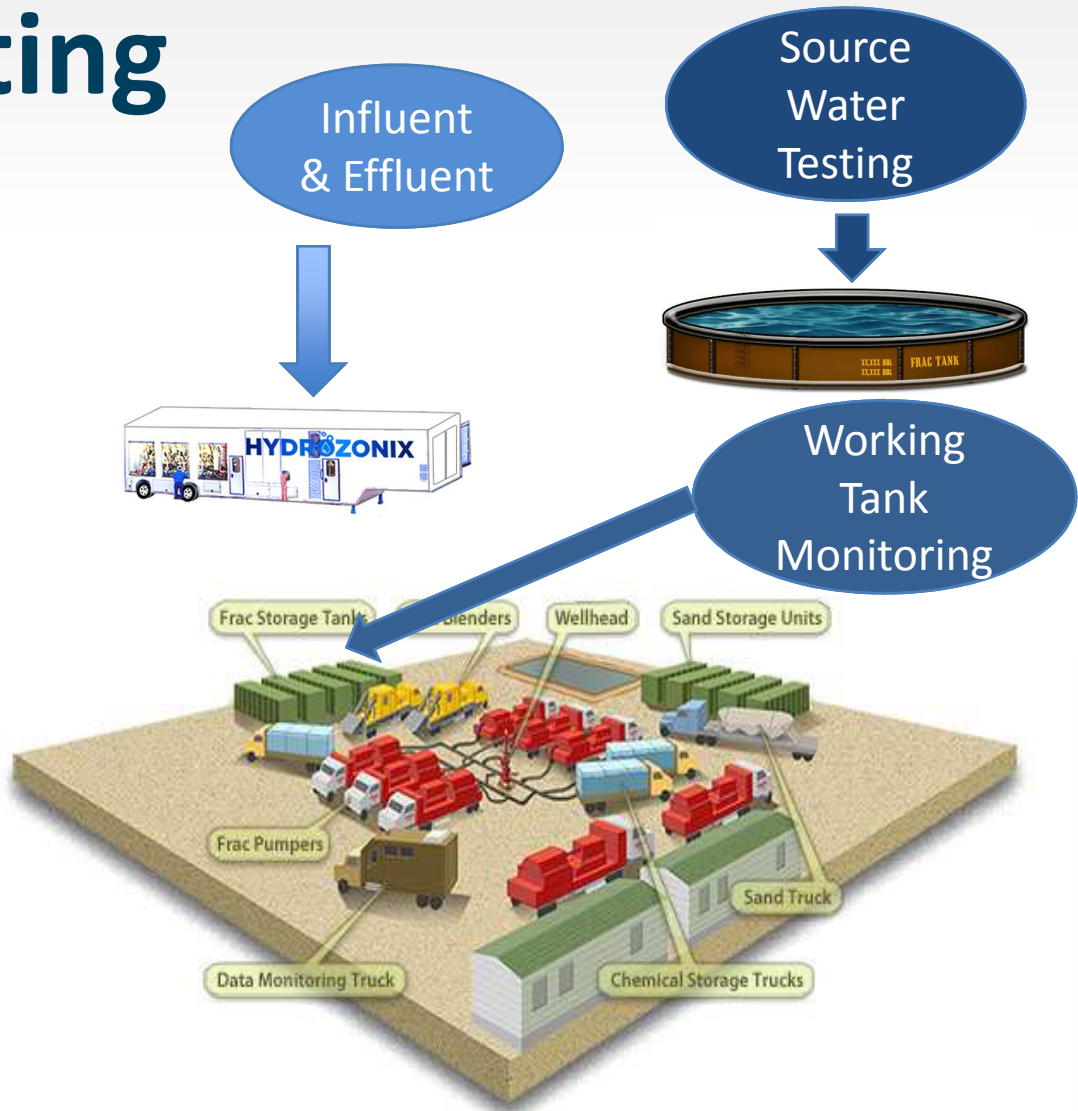 ting
Influent
& Effluent
Source
Water
Testing
XX,XXX BBL
XX,XXX BBL
FRAC TANK
HYDROZONIX
Working
Tank
Monitoring
Frac Storage Tanks
Blenders
Wellhead
Sand Storage Units
Frac Pumpers
Sand Truck
Data Monitoring Truck
Chemical Storage Trucks